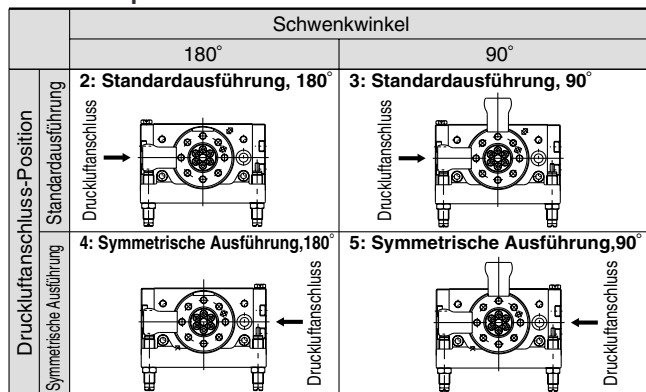 Schwenkwinkel
180°
90°
Druckluftanschluss-Position
Standardausführung
2: Standardausführung, 180°
Druckluftanschluss
3: Standardausführung, 90°
Druckluftanschluss
Symmetrische Ausführung
4: Symmetrische Ausführung,180°
Druckluftanschluss
5: Symmetrische Ausführung,90°
Druckluftanschluss